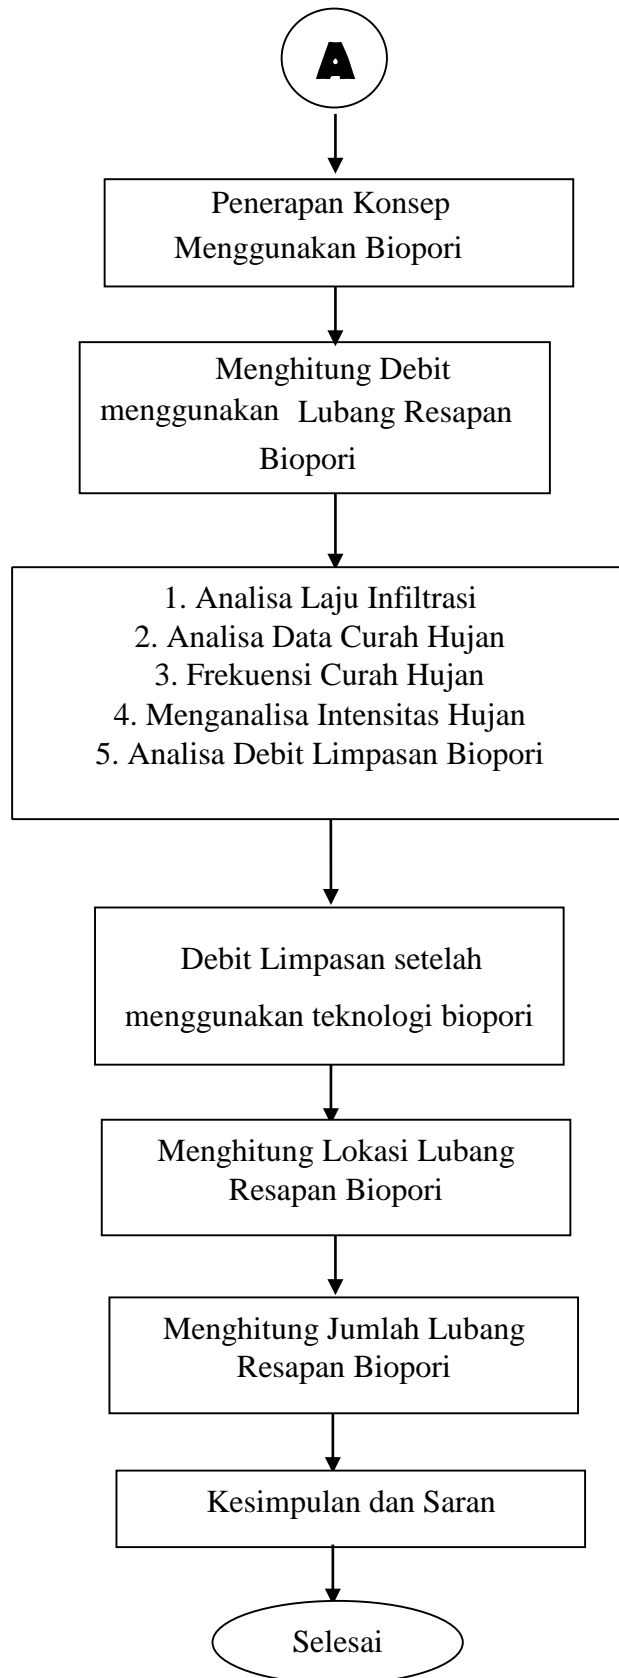 A
Penerapan Konsep
Menggunakan Biopori
Menghitung Debit
menggunakan Lubang Resapan
Biopori
1. Analisa Laju Infiltrasi
2. Analisa Data Curah Hujan
3. Frekuensi Curah Hujan
4. Menganalisa Intensitas Hujan
5. Analisa Debit Limpasan Biopori
Debit Limpasan setelah
menggunakan teknologi biopori
Menghitung Lokasi Lubang
Resapan Biopori
Menghitung Jumlah Lubang
Resapan Biopori
Kesimpulan dan Saran
Selesai